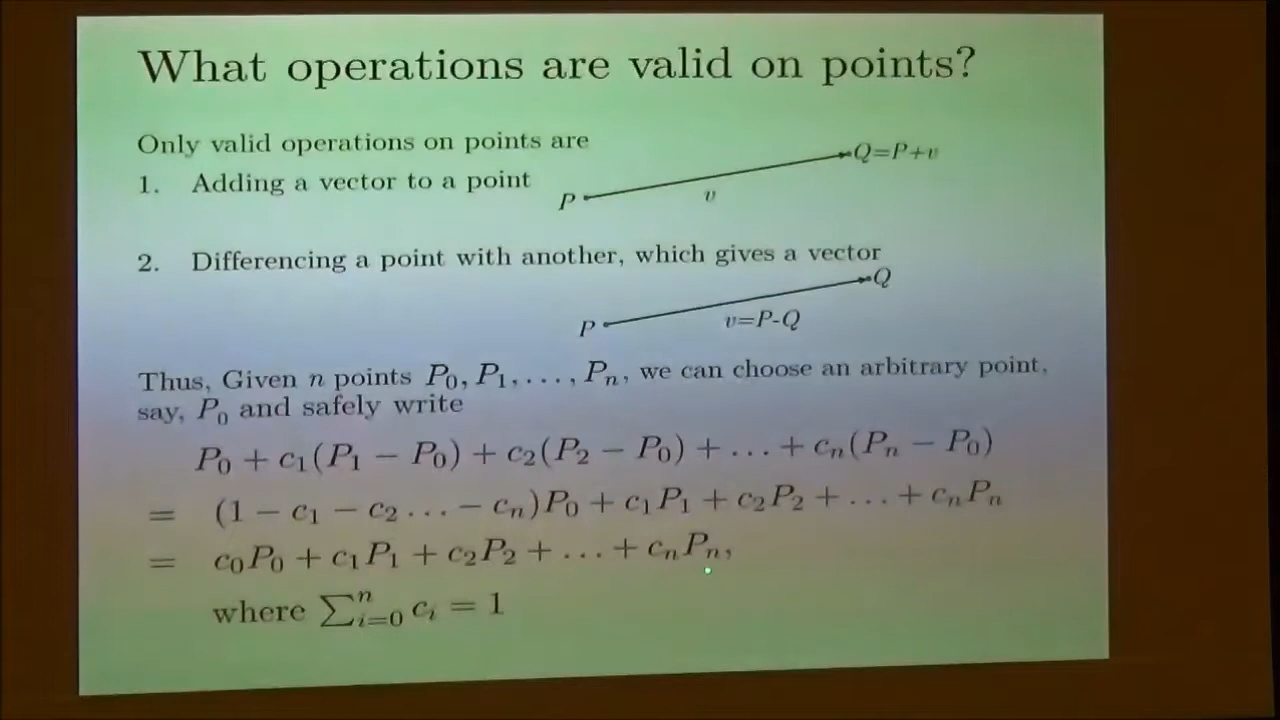 What operations are valid on points?
Only valid operations on points are
1. Adding a vector to a point
P v Q=P+v
2. Differencing a point with another, which gives a vector
P v=P-Q Q
Thus, Given n points P₀, P₁, . . . , Pₙ, we can choose an arbitrary point,
say, P₀ and safely write
P₀ + c₁(P₁ − P₀) + c₂(P₂ − P₀) + . . . + cₙ(Pₙ − P₀)
= (1 − c₁ − c₂ . . . − cₙ)P₀ + c₁P₁ + c₂P₂ + . . . + cₙPₙ
= c₀P₀ + c₁P₁ + c₂P₂ + . . . + cₙPₙ,
where ∑ⁿᵢ₌₀ cᵢ = 1